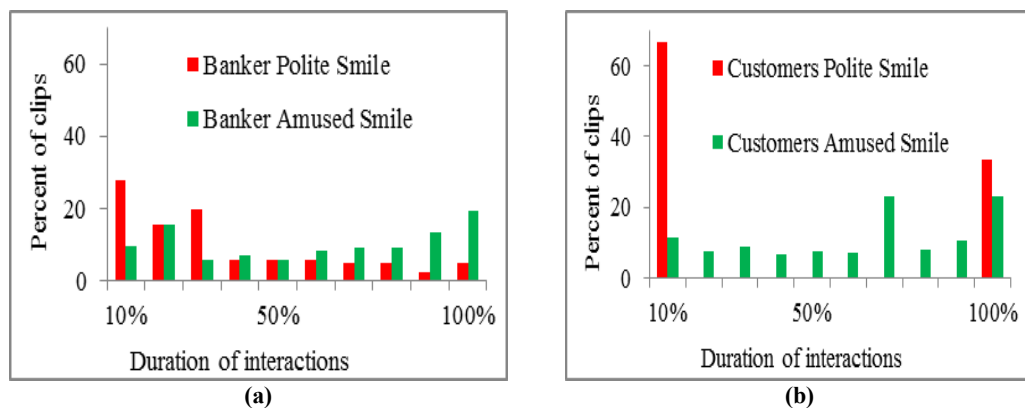 Percent of clips
60
40
20
0
Banker Polite Smile
Banker Amused Smile
10% 50% 100%
Duration of interactions
(a)
Percent of clips
60
40
20
0
Customers Polite Smile
Customers Amused Smile
10% 50% 100%
Duration of interactions
(b)